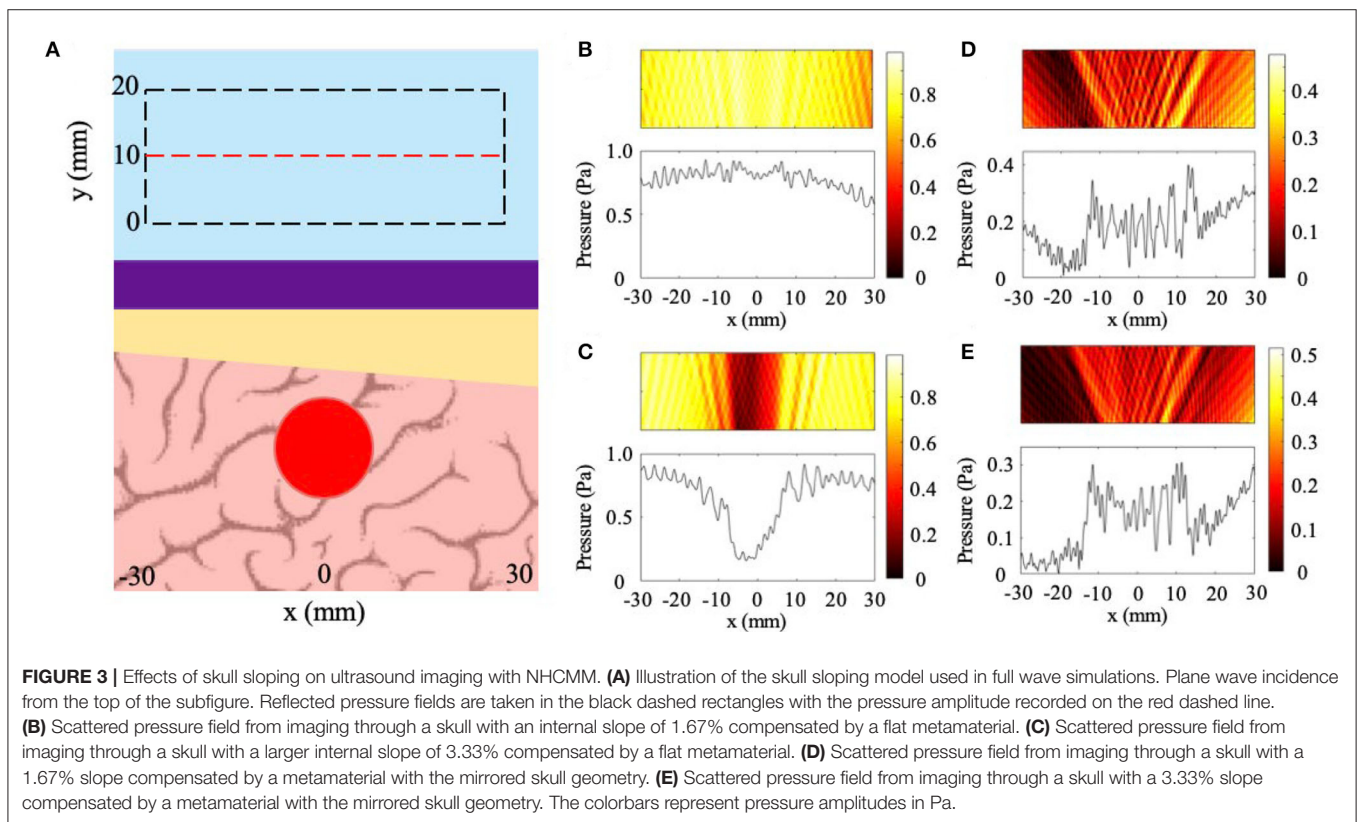 A
20
10
0
y (mm)
-30
0
30
x (mm)
B
0.8
0.6
0.4
0.2
0
1.0
0.5
0
Pressure (Pa)
-30 -20 -10 0 10 20 30
x (mm)
C
0.8
0.6
0.4
0.2
0
1.0
0.5
0
Pressure (Pa)
-30 -20 -10 0 10 20 30
x (mm)
D
0.4
0.3
0.2
0.1
0
0.4
0.2
0
Pressure (Pa)
-30 -20 -10 0 10 20 30
x (mm)
E
0.5
0.4
0.3
0.2
0.1
0
0.3
0.2
0.1
0
Pressure (Pa)
-30 -20 -10 0 10 20 30
x (mm)
FIGURE 3 | Effects of skull sloping on ultrasound imaging with NHCMM. (A) Illustration of the skull sloping model used in full wave simulations. Plane wave incidence
from the top of the subfigure. Reflected pressure fields are taken in the black dashed rectangles with the pressure amplitude recorded on the red dashed line.
(B) Scattered pressure field from imaging through a skull with an internal slope of 1.67% compensated by a flat metamaterial. (C) Scattered pressure field from
imaging through a skull with a larger internal slope of 3.33% compensated by a flat metamaterial. (D) Scattered pressure field from imaging through a skull with a
1.67% slope compensated by a metamaterial with the mirrored skull geometry. (E) Scattered pressure field from imaging through a skull with a 3.33% slope
compensated by a metamaterial with the mirrored skull geometry. The colorbars represent pressure amplitudes in Pa.